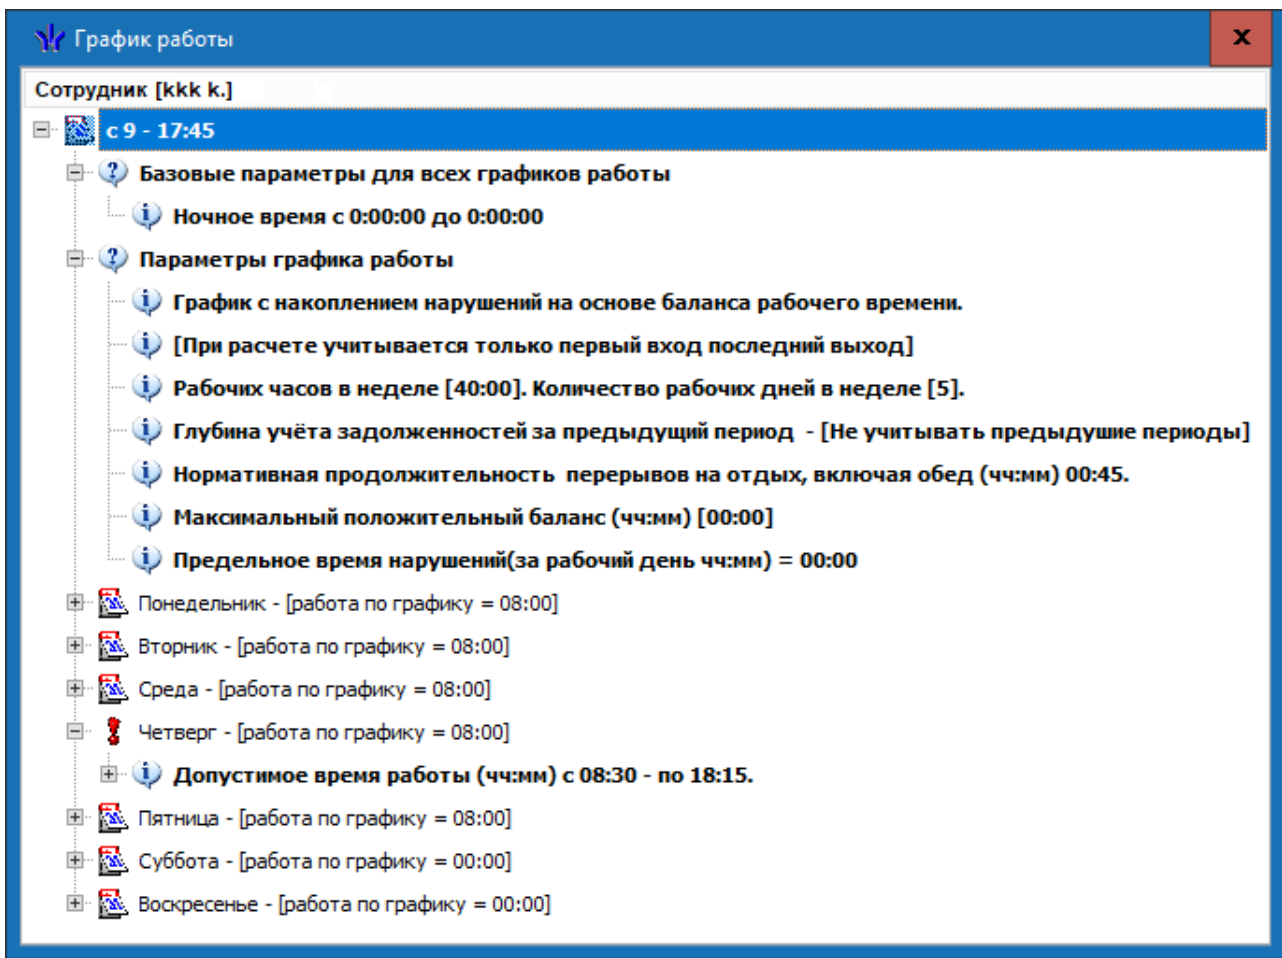 График работы
x
Сотрудник [kkk k.]
с 9 - 17:45
Базовые параметры для всех графиков работы
Ночное время с 0:00:00 до 0:00:00
Параметры графика работы
График с накоплением нарушений на основе баланса рабочего времени.
[При расчете учитывается только первый вход последний выход]
Рабочих часов в неделе [40:00]. Количество рабочих дней в неделе [5].
Глубина учёта задолженностей за предыдущий период - [Не учитывать предыдушие периоды]
Нормативная продолжительность перерывов на отдых, включая обед (чч:мм) 00:45.
Максимальный положительный баланс (чч:мм) [00:00]
Предельное время нарушений(за рабочий день чч:мм) = 00:00
Понедельник - [работа по графику = 08:00]
Вторник - [работа по графику = 08:00]
Среда - [работа по графику = 08:00]
Четверг - [работа по графику = 08:00]
Допустимое время работы (чч:мм) с 08:30 - по 18:15.
Пятница - [работа по графику = 08:00]
Суббота - [работа по графику = 00:00]
Воскресенье - [работа по графику = 00:00]